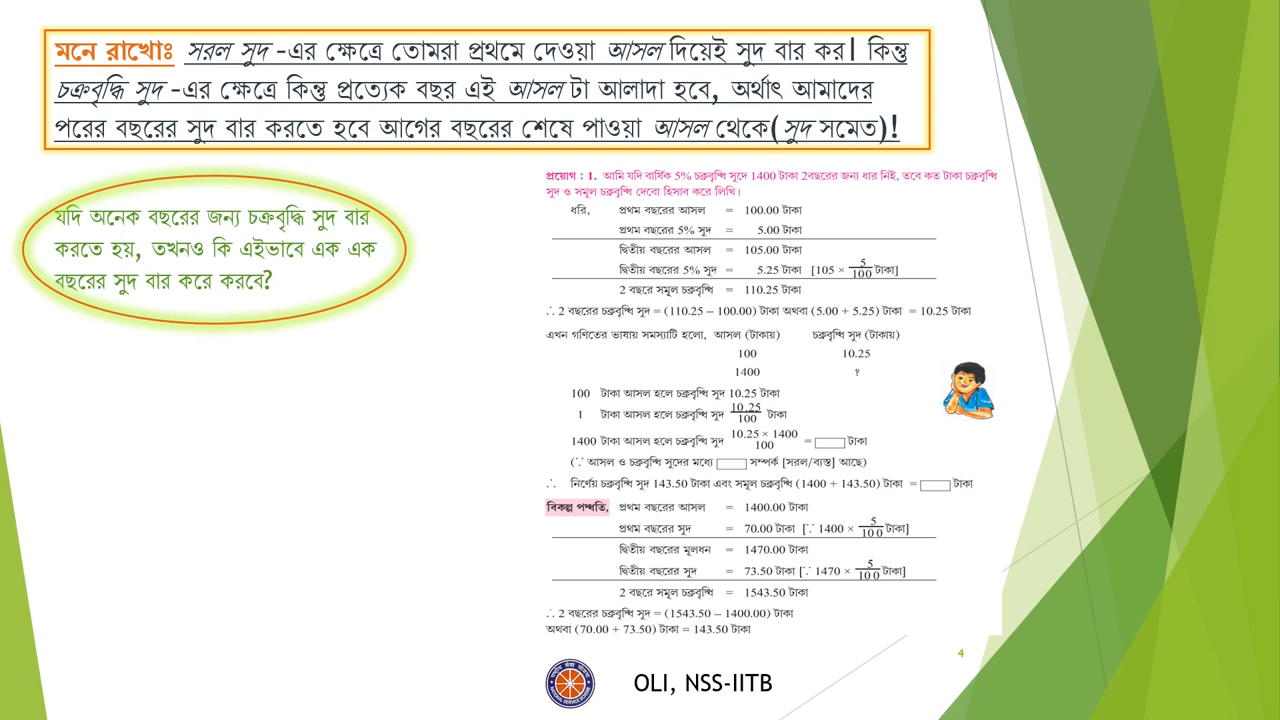 মনে রাখোঃ সরল সুদ -এর ক্ষেত্রে তোমরা প্রথমে দেওয়া আসল দিয়েই সুদ বার কর। কিন্তু
চক্রবৃদ্ধি সুদ -এর ক্ষেত্রে কিন্তু প্রত্যেক বছর এই আসল টা আলাদা হবে, অর্থাৎ আমাদের
পরের বছরের সুদ বার করতে হবে আগের বছরের শেষে পাওয়া আসল থেকে(সুদ সমেত)!
যদি অনেক বছরের জন্য চক্রবৃদ্ধি সুদ বার
করতে হয়, তখনও কি এইভাবে এক এক
বছরের সুদ বার করে করবে?
প্রয়োগ : 1. আমি যদি বার্ষিক 5% চক্রবৃদ্ধি সুদে 1400 টাকা 2বছরের জন্য ধার নিই, তবে কত টাকা চক্রবৃদ্ধি
সুদ ও সমূল চক্রবৃদ্ধি দেবো হিসাব করে লিখি।
ধরি, প্রথম বছরের আসল = 100.00 টাকা
প্রথম বছরের 5% সুদ = 5.00 টাকা
দ্বিতীয় বছরের আসল = 105.00 টাকা
দ্বিতীয় বছরের 5% সুদ = 5.25 টাকা [105 × 5/100 টাকা]
2 বছরে সমূল চক্রবৃদ্ধি = 110.25 টাকা
∴ 2 বছরের চক্রবৃদ্ধি সুদ = (110.25 – 100.00) টাকা অথবা (5.00 + 5.25) টাকা = 10.25 টাকা
এখন গণিতের ভাষায় সমস্যাটি হলো, আসল (টাকায়) চক্রবৃদ্ধি সুদ (টাকায়)
100 10.25
1400 ?
100 টাকা আসল হলে চক্রবৃদ্ধি সুদ 10.25 টাকা
1 টাকা আসল হলে চক্রবৃদ্ধি সুদ 10.25/100 টাকা
1400 টাকা আসল হলে চক্রবৃদ্ধি সুদ 10.25 × 1400/100 = টাকা
(∵ আসল ও চক্রবৃদ্ধি সুদের মধ্যে সম্পর্ক [সরল/ব্যস্ত] আছে)
∴ নির্ণেয় চক্রবৃদ্ধি সুদ 143.50 টাকা এবং সমূল চক্রবৃদ্ধি (1400 + 143.50) টাকা = টাকা
বিকল্প পদ্ধতি, প্রথম বছরের আসল = 1400.00 টাকা
প্রথম বছরের সুদ = 70.00 টাকা [∵ 1400 × 5/100 টাকা]
দ্বিতীয় বছরের মূলধন = 1470.00 টাকা
দ্বিতীয় বছরের সুদ = 73.50 টাকা [∵ 1470 × 5/100 টাকা]
2 বছরে সমূল চক্রবৃদ্ধি = 1543.50 টাকা
∴ 2 বছরের চক্রবৃদ্ধি সুদ = (1543.50 – 1400.00) টাকা
অথবা (70.00 + 73.50) টাকা = 143.50 টাকা
4
OLI, NSS-IITB